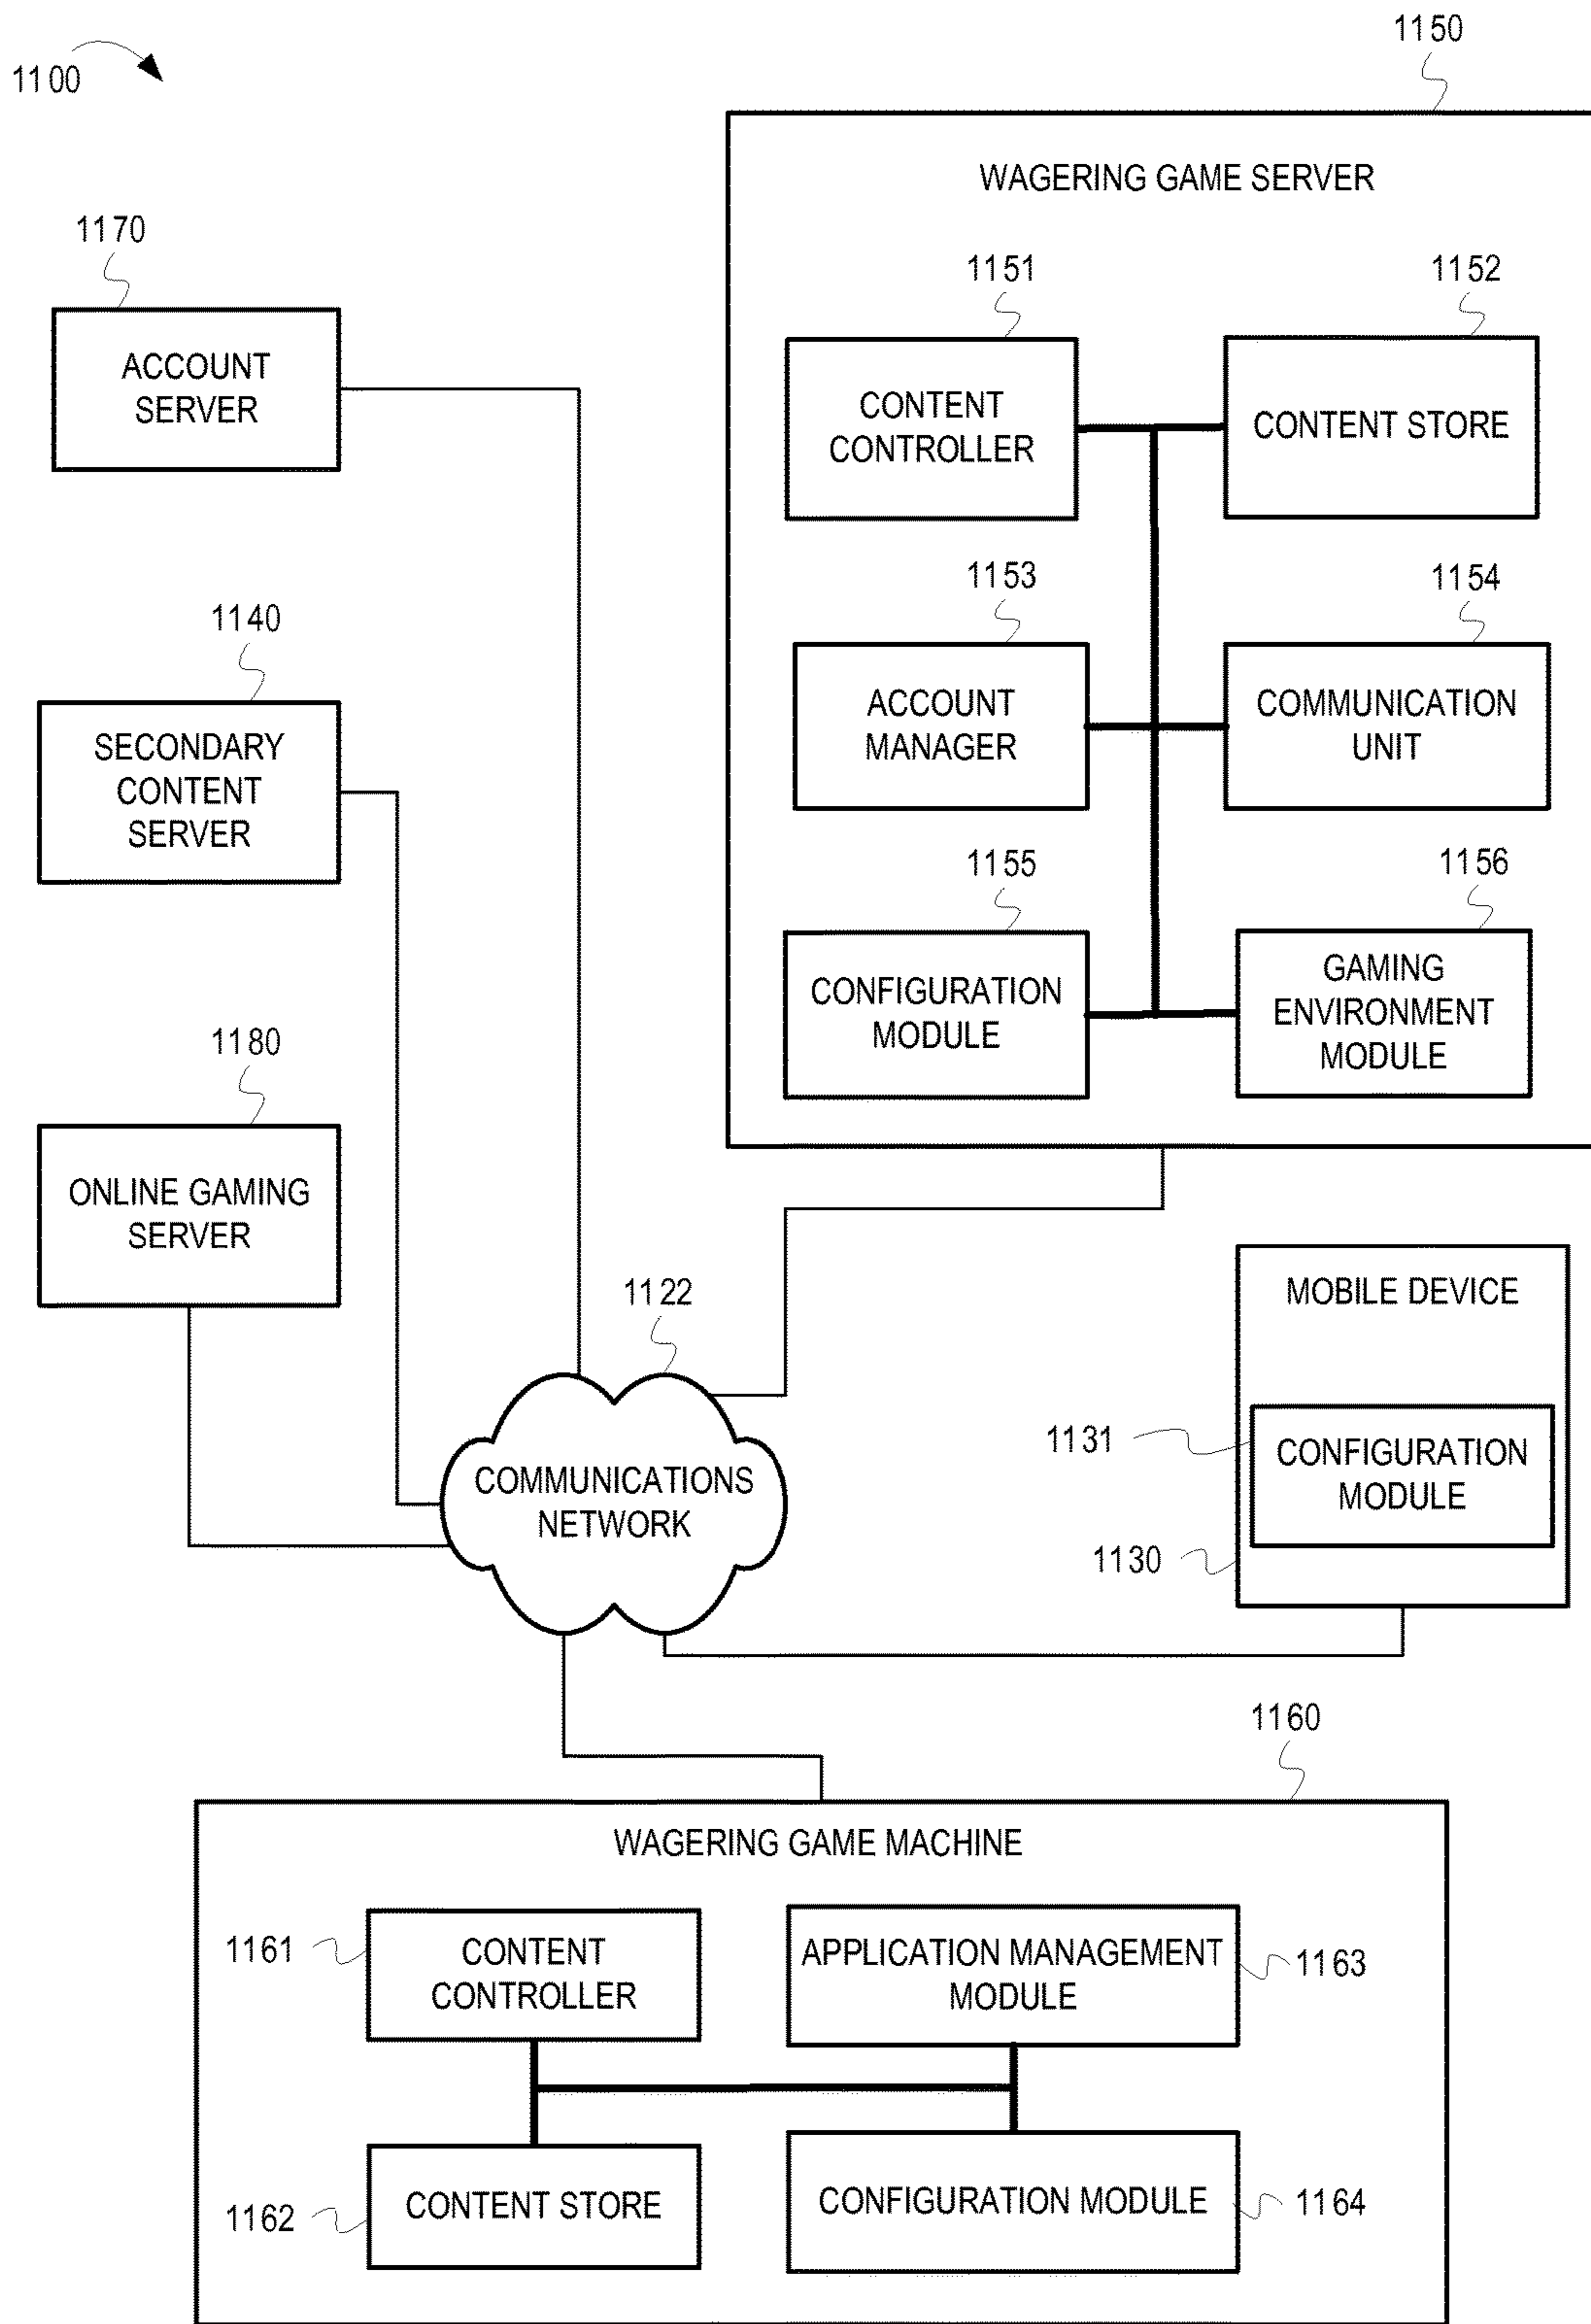 1100
1150
WAGERING GAME SERVER
1170
ACCOUNT
SERVER
1151
CONTENT
CONTROLLER
1152
CONTENT STORE
1140
SECONDARY
CONTENT
SERVER
1153
ACCOUNT
MANAGER
1154
COMMUNICATION
UNIT
1155
CONFIGURATION
MODULE
1156
GAMING
ENVIRONMENT
MODULE
1180
ONLINE GAMING
SERVER
1122
COMMUNICATIONS
NETWORK
MOBILE DEVICE
1131
CONFIGURATION
MODULE
1130
1160
WAGERING GAME MACHINE
1161
CONTENT
CONTROLLER
APPLICATION MANAGEMENT
MODULE
1163
1162
CONTENT STORE
CONFIGURATION MODULE
1164